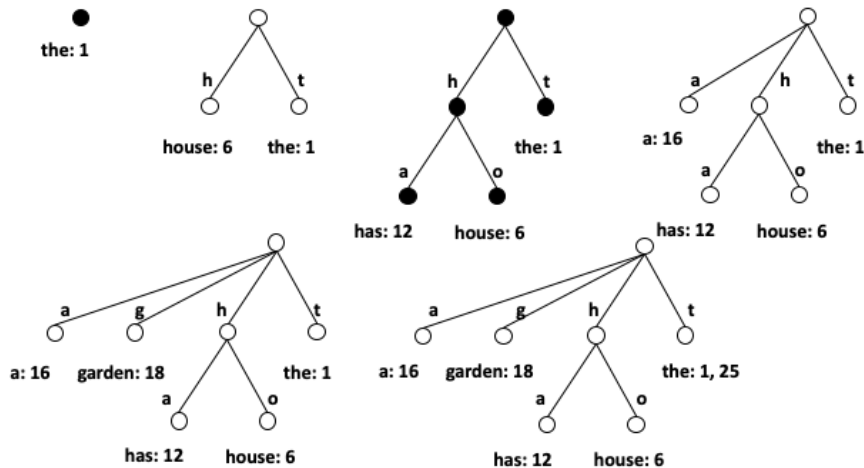 the: 1
h t
house: 6 the: 1
h t
the: 1
a o
has: 12 house: 6
a h t
a: 16 the: 1
a o
has: 12 house: 6
a g h t
a: 16 garden: 18 the: 1
a o
has: 12 house: 6
a g h t
a: 16 garden: 18 the: 1, 25
a o
has: 12 house: 6